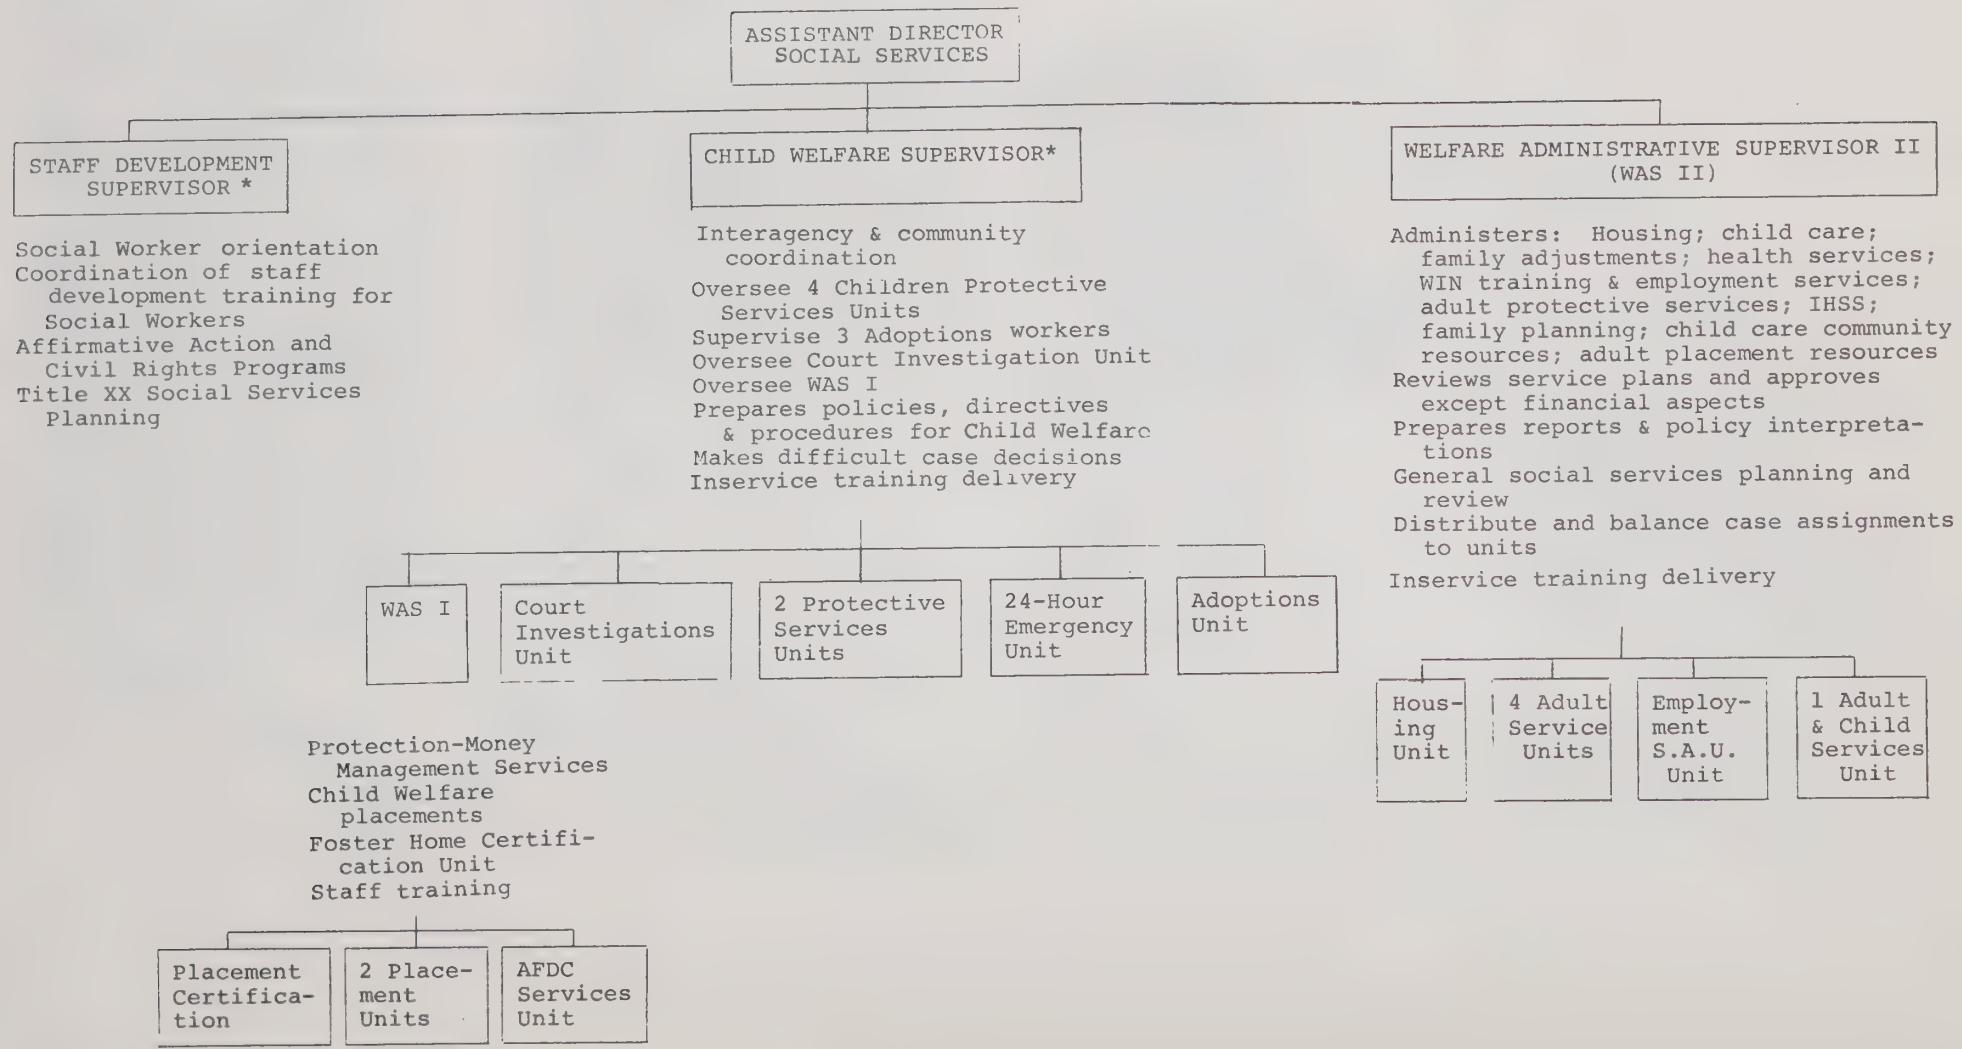 ASSISTANT DIRECTOR
SOCIAL SERVICES
STAFF DEVELOPMENT
SUPERVISOR *
Social Worker orientation
Coordination of staff
development training for
Social Workers
Affirmative Action and
Civil Rights Programs
Title XX Social Services
Planning
CHILD WELFARE SUPERVISOR*
Interagency & community
coordination
Oversee 4 Children Protective
Services Units
Supervise 3 Adoptions workers
Oversee Court Investigation Unit
Oversee WAS I
Prepares policies, directives
& procedures for Child Welfare
Makes difficult case decisions
Inservice training delivery
WELFARE ADMINISTRATIVE SUPERVISOR II
(WAS II)
Administers: Housing; child care;
family adjustments; health services;
WIN training & employment services;
adult protective services; IHSS;
family planning; child care community
resources; adult placement resources
Reviews service plans and approves
except financial aspects
Prepares reports & policy interpreta-
tions
General social services planning and
review
Distribute and balance case assignments
to units
Inservice training delivery
WAS I
Court
Investigations
Unit
2 Protective
Services
Units
24-Hour
Emergency
Unit
Adoptions
Unit
Hous-
ing
Unit
4 Adult
Service
Units
Employ-
ment
S.A.U.
Unit
1 Adult
& Child
Services
Unit
Protection-Money
Management Services
Child Welfare
placements
Foster Home Certifi-
cation Unit
Staff training
Placement
Certifica-
tion
2 Place-
ment
Units
AFDC
Services
Unit